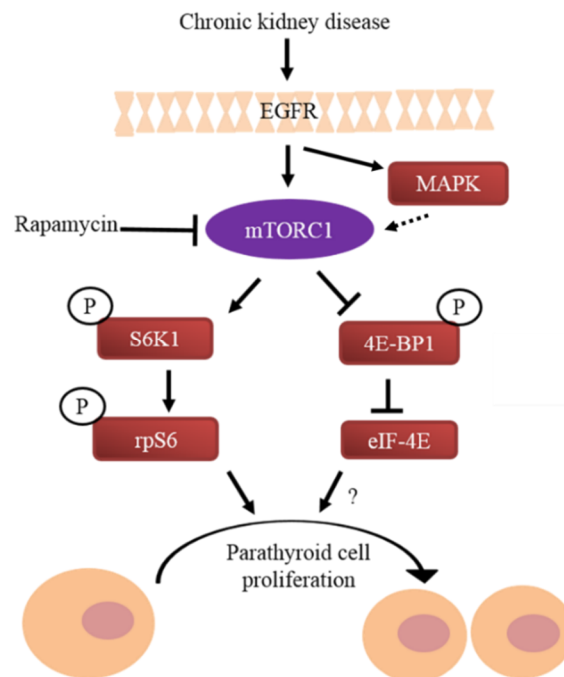 Chronic kidney disease
EGFR
MAPK
Rapamycin
mTORC1
P
S6K1
P
4E-BP1
P
rpS6
eIF-4E
?
Parathyroid cell
proliferation